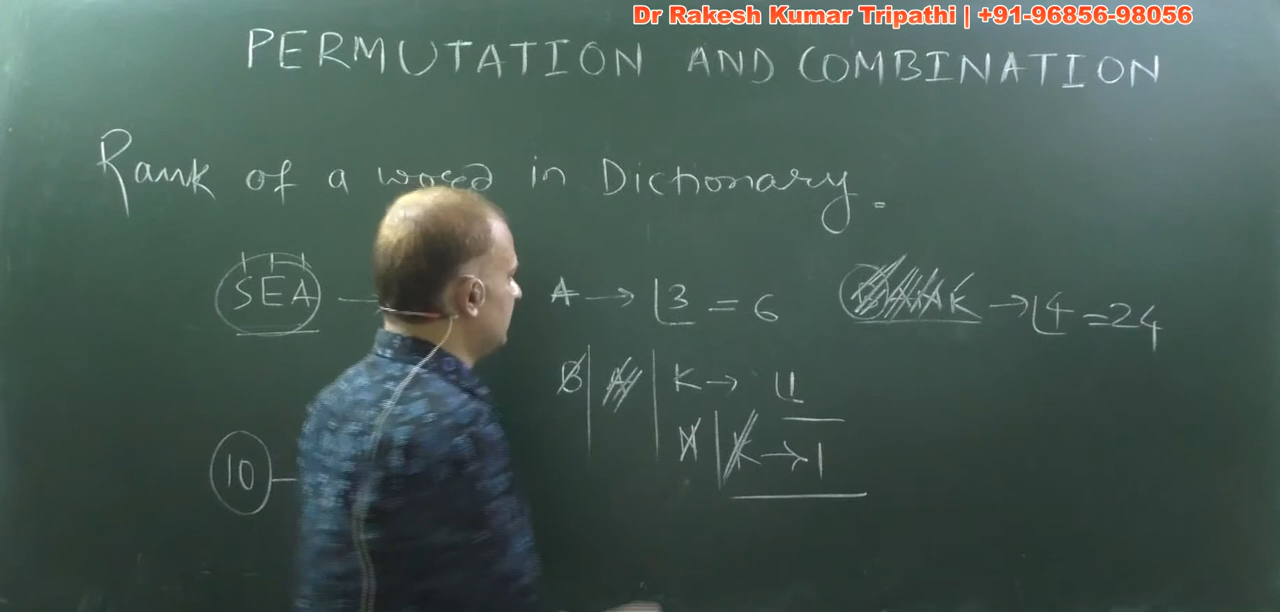 Dr Rakesh Kumar Tripathi | +91-96856-98056
PERMUTATION AND COMBINATION
Rank of a word in Dictionary.
SEA
A → ⌊3 = 6
K → ⌊4 = 24
B | A | K → ⌊1
N | K → 1
10